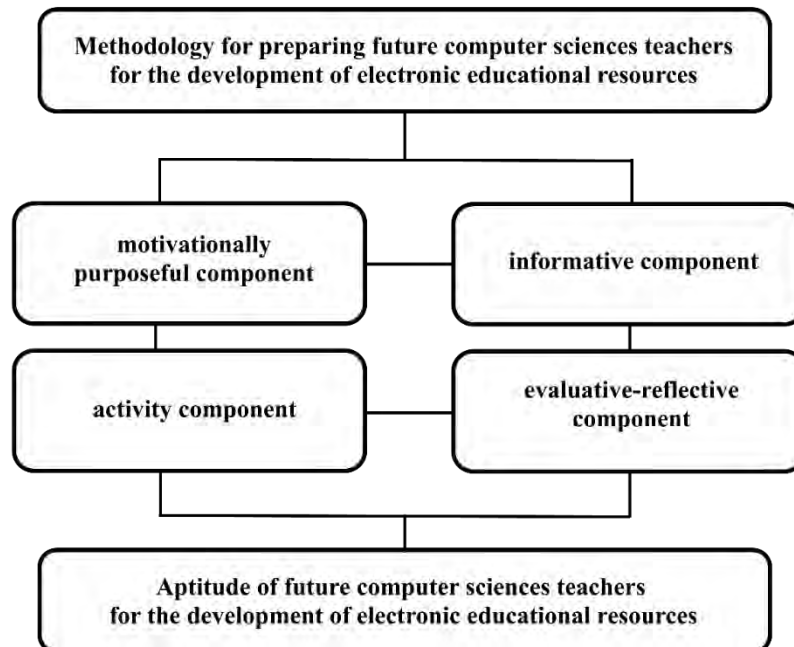 Methodology for preparing future computer sciences teachers
for the development of electronic educational resources
motivationally
purposeful component
informative component
activity component
evaluative-reflective
component
Aptitude of future computer sciences teachers
for the development of electronic educational resources